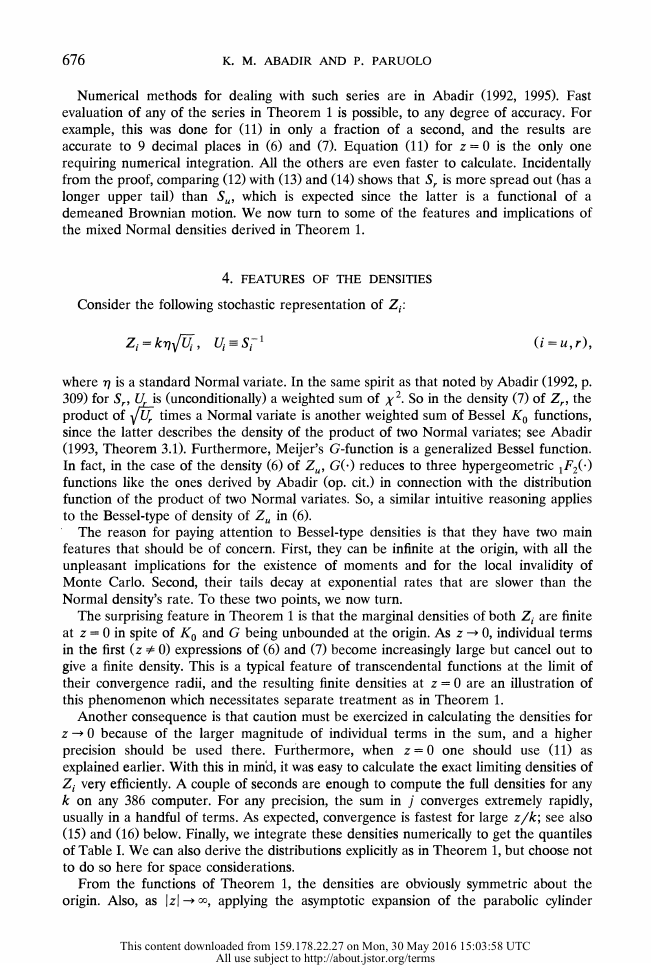 676 K. M. ABADIR AND P. PARUOLO
Numerical methods for dealing with such series are in Abadir (1992, 1995). Fast
evaluation of any of the series in Theorem 1 is possible, to any degree of accuracy. For
example, this was done for (11) in only a fraction of a second, and the results are
accurate to 9 decimal places in (6) and (7). Equation (11) for z = 0 is the only one
requiring numerical integration. All the others are even faster to calculate. Incidentally
from the proof, comparing (12) with (13) and (14) shows that S_r is more spread out (has a
longer upper tail) than S_u, which is expected since the latter is a functional of a
demeaned Brownian motion. We now turn to some of the features and implications of
the mixed Normal densities derived in Theorem 1.
4. FEATURES OF THE DENSITIES
Consider the following stochastic representation of Z_i:
Z_i = kη√U_i, U_i ≡ S_i^{-1} (i = u, r),
where η is a standard Normal variate. In the same spirit as that noted by Abadir (1992, p.
309) for S_r, U_r is (unconditionally) a weighted sum of χ². So in the density (7) of Z_r, the
product of √U_r times a Normal variate is another weighted sum of Bessel K_0 functions,
since the latter describes the density of the product of two Normal variates; see Abadir
(1993, Theorem 3.1). Furthermore, Meijer's G-function is a generalized Bessel function.
In fact, in the case of the density (6) of Z_u, G(·) reduces to three hypergeometric ₁F₂(·)
functions like the ones derived by Abadir (op. cit.) in connection with the distribution
function of the product of two Normal variates. So, a similar intuitive reasoning applies
to the Bessel-type of density of Z_u in (6).
The reason for paying attention to Bessel-type densities is that they have two main
features that should be of concern. First, they can be infinite at the origin, with all the
unpleasant implications for the existence of moments and for the local invalidity of
Monte Carlo. Second, their tails decay at exponential rates that are slower than the
Normal density's rate. To these two points, we now turn.
The surprising feature in Theorem 1 is that the marginal densities of both Z_i are finite
at z = 0 in spite of K_0 and G being unbounded at the origin. As z → 0, individual terms
in the first (z ≠ 0) expressions of (6) and (7) become increasingly large but cancel out to
give a finite density. This is a typical feature of transcendental functions at the limit of
their convergence radii, and the resulting finite densities at z = 0 are an illustration of
this phenomenon which necessitates separate treatment as in Theorem 1.
Another consequence is that caution must be exercized in calculating the densities for
z → 0 because of the larger magnitude of individual terms in the sum, and a higher
precision should be used there. Furthermore, when z = 0 one should use (11) as
explained earlier. With this in mind, it was easy to calculate the exact limiting densities of
Z_i very efficiently. A couple of seconds are enough to compute the full densities for any
k on any 386 computer. For any precision, the sum in j converges extremely rapidly,
usually in a handful of terms. As expected, convergence is fastest for large z/k; see also
(15) and (16) below. Finally, we integrate these densities numerically to get the quantiles
of Table I. We can also derive the distributions explicitly as in Theorem 1, but choose not
to do so here for space considerations.
From the functions of Theorem 1, the densities are obviously symmetric about the
origin. Also, as |z| → ∞, applying the asymptotic expansion of the parabolic cylinder
This content downloaded from 159.178.22.27 on Mon, 30 May 2016 15:03:58 UTC
All use subject to http://about.jstor.org/terms